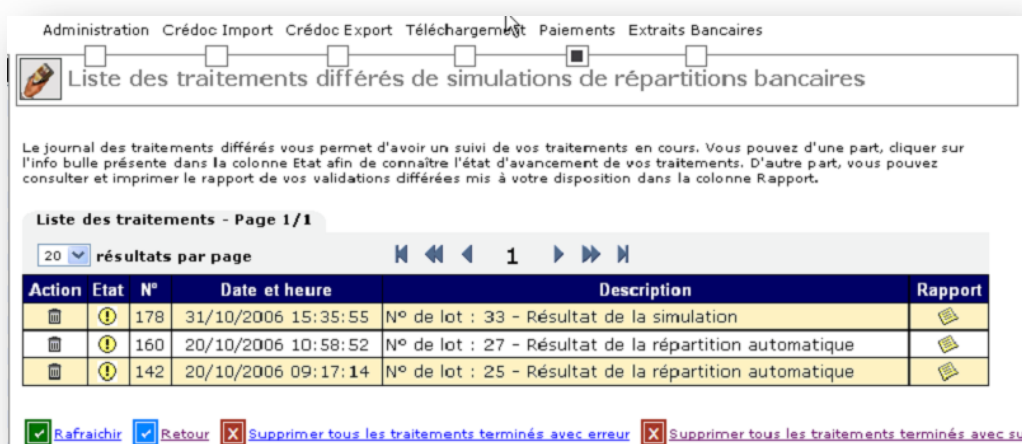 Administration Crédoc Import Crédoc Export Téléchargement Paiements Extraits Bancaires
Liste des traitements différés de simulations de répartitions bancaires
Le journal des traitements différés vous permet d'avoir un suivi de vos traitements en cours. Vous pouvez d'une part, cliquer sur
l'info bulle présente dans la colonne Etat afin de connaître l'état d'avancement de vos traitements. D'autre part, vous pouvez
consulter et imprimer le rapport de vos validations différées mis à votre disposition dans la colonne Rapport.
Liste des traitements - Page 1/1
20 résultats par page 1
Action Etat N° Date et heure Description Rapport
178 31/10/2006 15:35:55 N° de lot : 33 - Résultat de la simulation
160 20/10/2006 10:58:52 N° de lot : 27 - Résultat de la répartition automatique
142 20/10/2006 09:17:14 N° de lot : 25 - Résultat de la répartition automatique
Rafraichir Retour Supprimer tous les traitements terminés avec erreur Supprimer tous les traitements terminés avec su